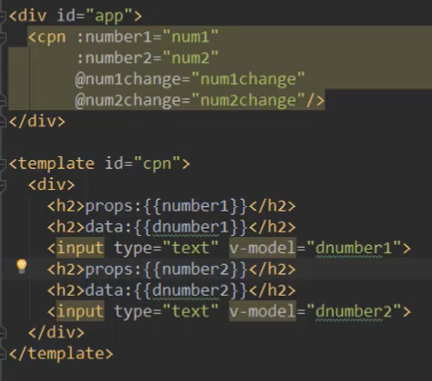 <div id="app">
<cpn :number1="num1"
:number2="num2"
@num1change="num1change"
@num2change="num2change"/>
</div>
<template id="cpn">
<div>
<h2>props:{{number1}}</h2>
<h2>data:{{dnumber1}}</h2>
<input type="text" v-model="dnumber1">
<h2>props:{{number2}}</h2>
<h2>data:{{dnumber2}}</h2>
<input type="text" v-model="dnumber2">
</div>
</template>